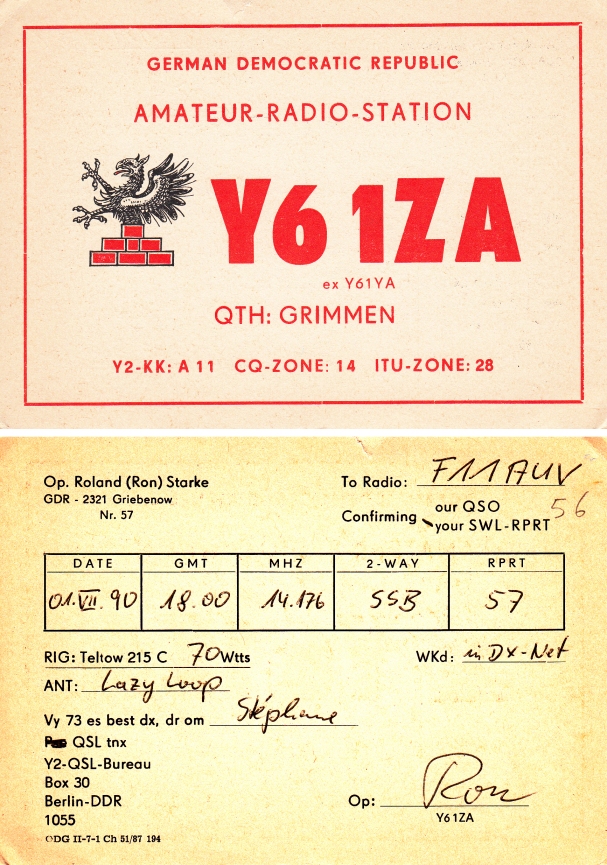 GERMAN DEMOCRATIC REPUBLIC
AMATEUR-RADIO-STATION
Y61ZA
ex Y61YA
QTH: GRIMMEN
Y2-KK: A 11 CQ-ZONE: 14 ITU-ZONE: 28
Op. Roland (Ron) Starke
GDR - 2321 Griebenow
Nr. 57
To Radio: F11AUV
Confirming our QSO
your SWL-RPRT 56
DATE GMT MHZ 2-WAY RPRT
01.VII.90 18.00 14.176 SSB 57
RIG: Teltow 215 C 70 Wtts
WKd: in Dx-Net
ANT: Lazy Loop
Vy 73 es best dx, dr om Stéphane
QSL tnx
Y2-QSL-Bureau
Box 30
Berlin-DDR
1055
Op: Ron
Y61ZA
ODG II-7-1 Ch 51/87 194